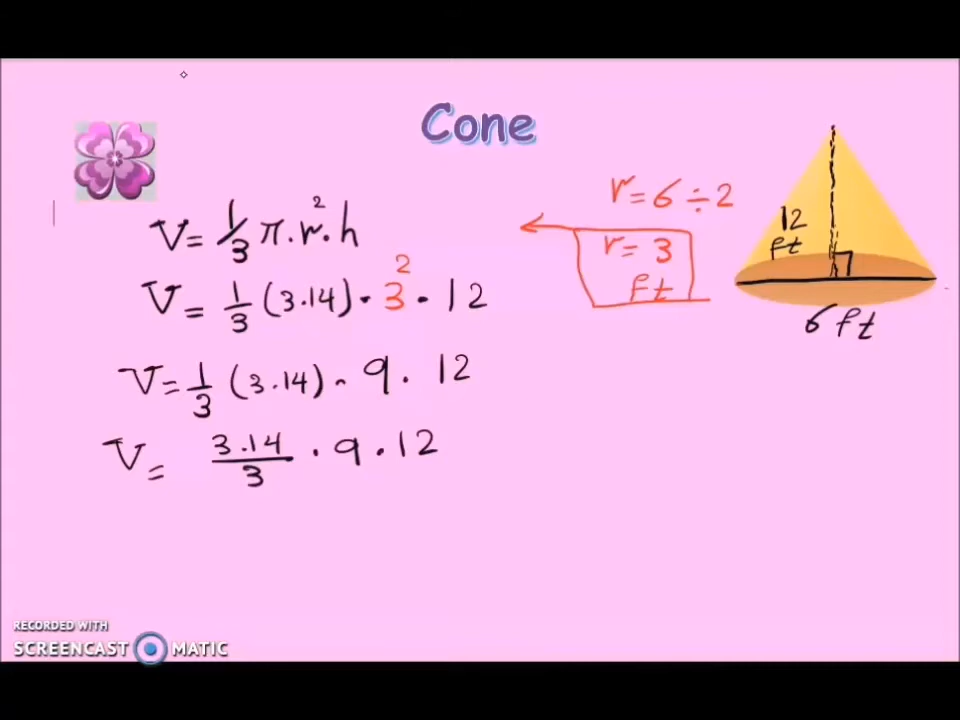 Cone
V = 1/3 π · r² · h
V = 1/3 (3.14) · 3² · 12
V = 1/3 (3.14) · 9 · 12
V = 3.14/3 · 9 · 12
r = 6 ÷ 2
r = 3
ft
12
ft
6 ft
RECORDED WITH
SCREENCAST MATIC